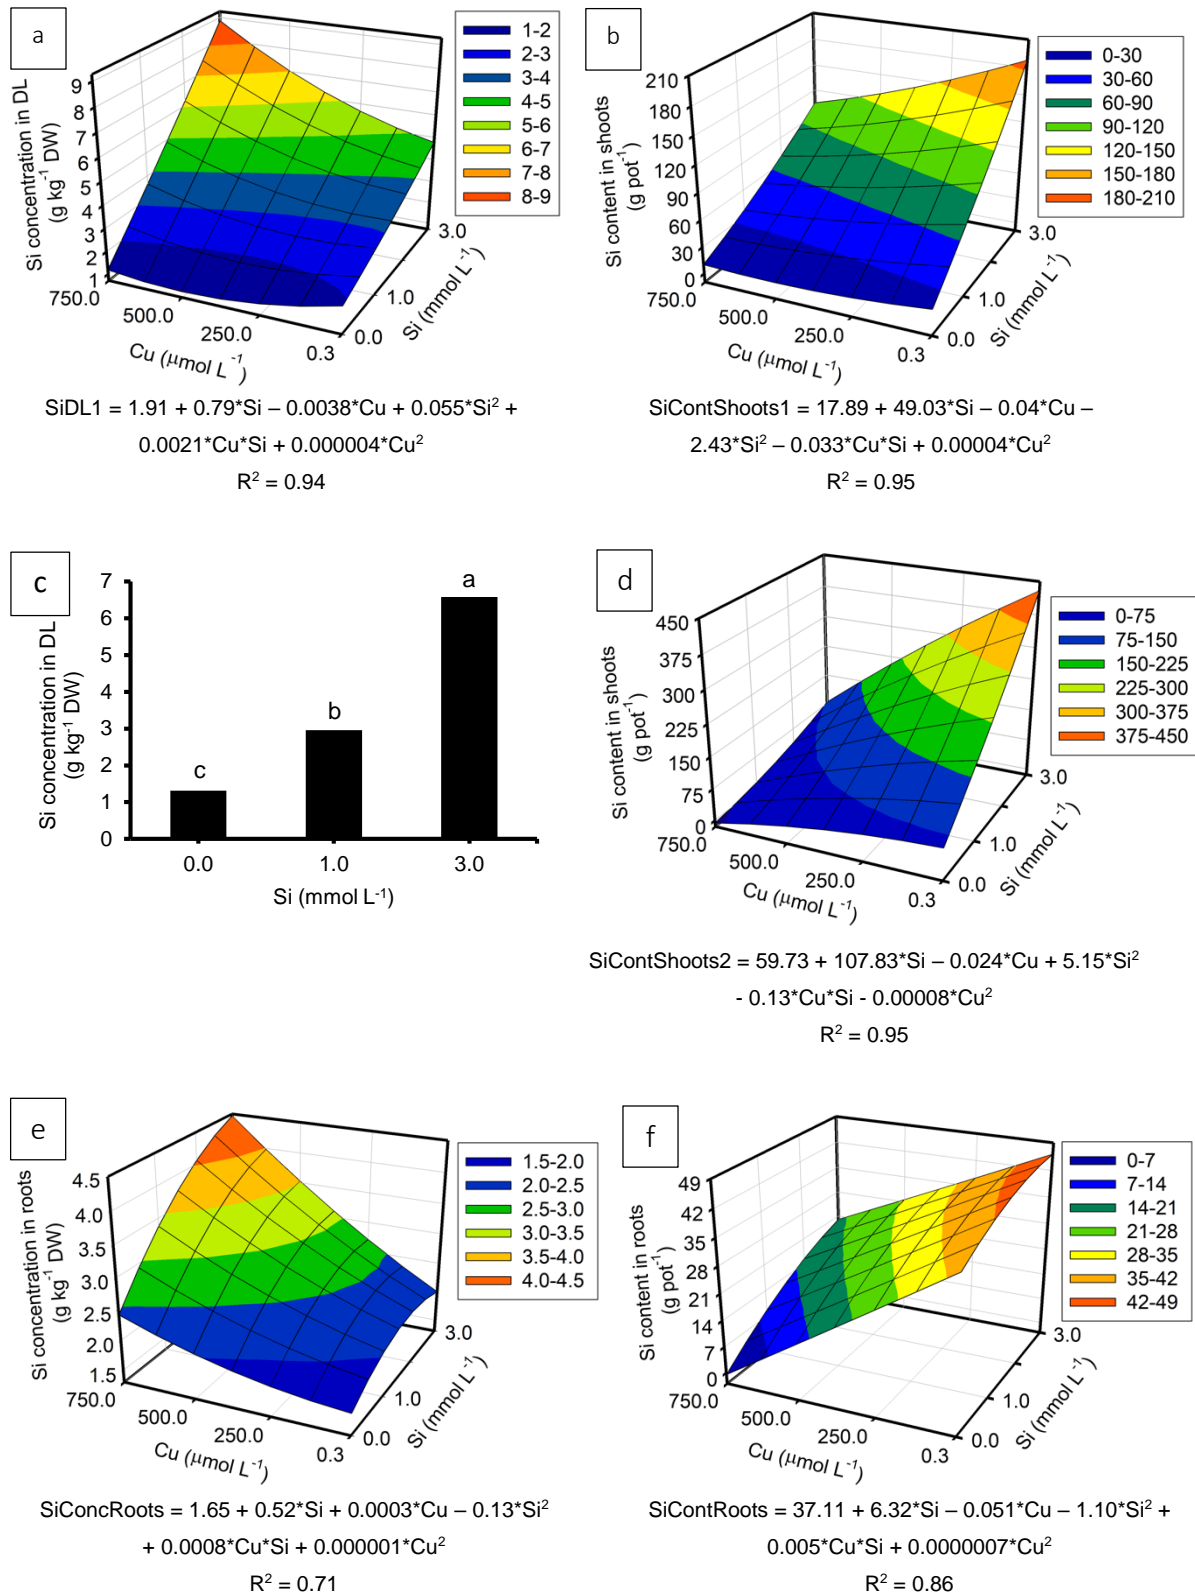 a
Si concentration in DL
(g kg⁻¹ DW)
9
8
7
6
5
4
3
2
1
750.0
500.0
250.0
0.3
Cu (μmol L⁻¹)
0.0
1.0
3.0
Si (mmol L⁻¹)
1-2
2-3
3-4
4-5
5-6
6-7
7-8
8-9
SiDL1 = 1.91 + 0.79*Si – 0.0038*Cu + 0.055*Si² +
0.0021*Cu*Si + 0.000004*Cu²
R² = 0.94
b
Si content in shoots
(g pot⁻¹)
210
180
150
120
90
60
30
0
750.0
500.0
250.0
0.3
Cu (μmol L⁻¹)
0.0
1.0
3.0
Si (mmol L⁻¹)
0-30
30-60
60-90
90-120
120-150
150-180
180-210
SiContShoots1 = 17.89 + 49.03*Si – 0.04*Cu –
2.43*Si² – 0.033*Cu*Si + 0.00004*Cu²
R² = 0.95
c
Si concentration in DL
(g kg⁻¹ DW)
7
6
5
4
3
2
1
0
c
b
a
0.0
1.0
3.0
Si (mmol L⁻¹)
d
Si content in shoots
(g pot⁻¹)
450
375
300
225
150
75
0
750.0
500.0
250.0
0.3
Cu (μmol L⁻¹)
0.0
1.0
3.0
Si (mmol L⁻¹)
0-75
75-150
150-225
225-300
300-375
375-450
SiContShoots2 = 59.73 + 107.83*Si – 0.024*Cu + 5.15*Si²
- 0.13*Cu*Si - 0.00008*Cu²
R² = 0.95
e
Si concentration in roots
(g kg⁻¹ DW)
4.5
4.0
3.5
3.0
2.5
2.0
1.5
750.0
500.0
250.0
0.3
Cu (μmol L⁻¹)
0.0
1.0
3.0
Si (mmol L⁻¹)
1.5-2.0
2.0-2.5
2.5-3.0
3.0-3.5
3.5-4.0
4.0-4.5
SiConcRoots = 1.65 + 0.52*Si + 0.0003*Cu – 0.13*Si²
+ 0.0008*Cu*Si + 0.000001*Cu²
R² = 0.71
f
Si content in roots
(g pot⁻¹)
49
42
35
28
21
14
7
0
750.0
500.0
250.0
0.3
Cu (μmol L⁻¹)
0.0
1.0
3.0
Si (mmol L⁻¹)
0-7
7-14
14-21
21-28
28-35
35-42
42-49
SiContRoots = 37.11 + 6.32*Si – 0.051*Cu – 1.10*Si² +
0.005*Cu*Si + 0.0000007*Cu²
R² = 0.86